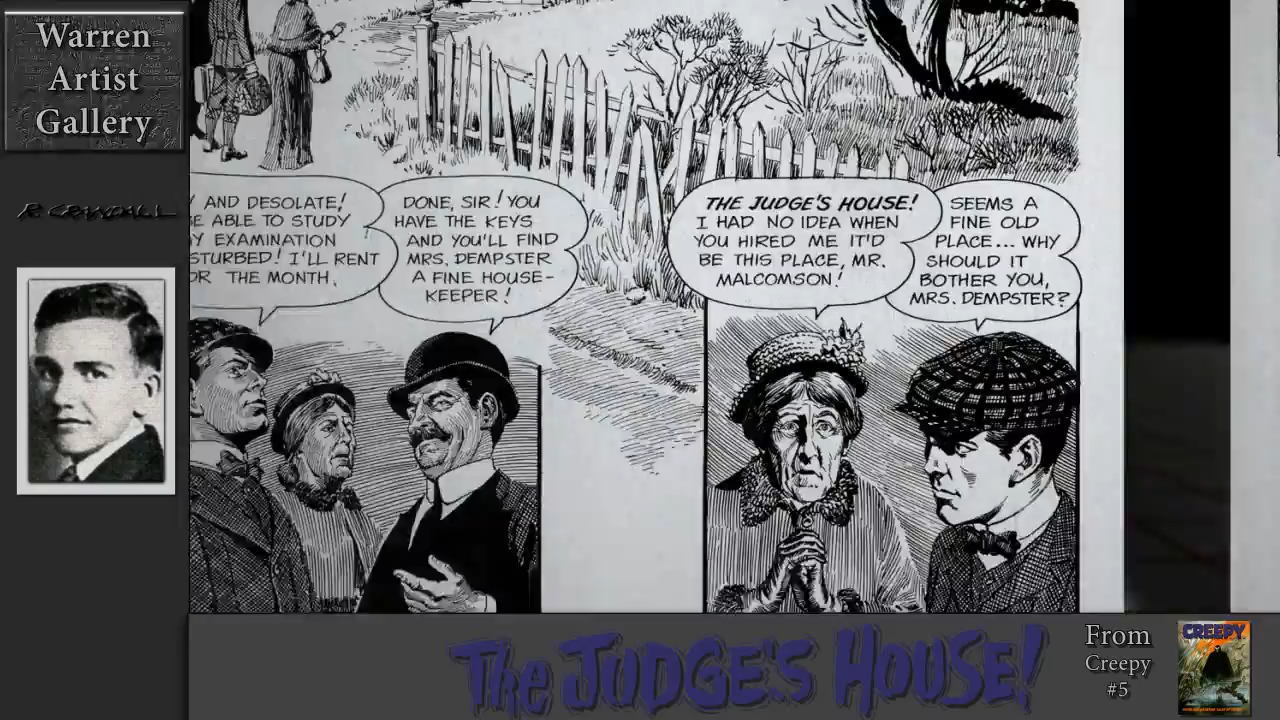 Warren
Artist
Gallery
R. CRANDALL
AND DESOLATE!
ABLE TO STUDY
EXAMINATION
I'LL RENT
THE MONTH.
DONE, SIR! YOU
HAVE THE KEYS
AND YOU'LL FIND
MRS. DEMPSTER
A FINE HOUSE-
KEEPER!
THE JUDGE'S HOUSE!
I HAD NO IDEA WHEN
YOU HIRED ME IT'D
BE THIS PLACE, MR.
MALCOMSON!
SEEMS A
FINE OLD
PLACE... WHY
SHOULD IT
BOTHER YOU,
MRS. DEMPSTER?
The JUDGE'S HOUSE!
From
Creepy
#5
CREEPY